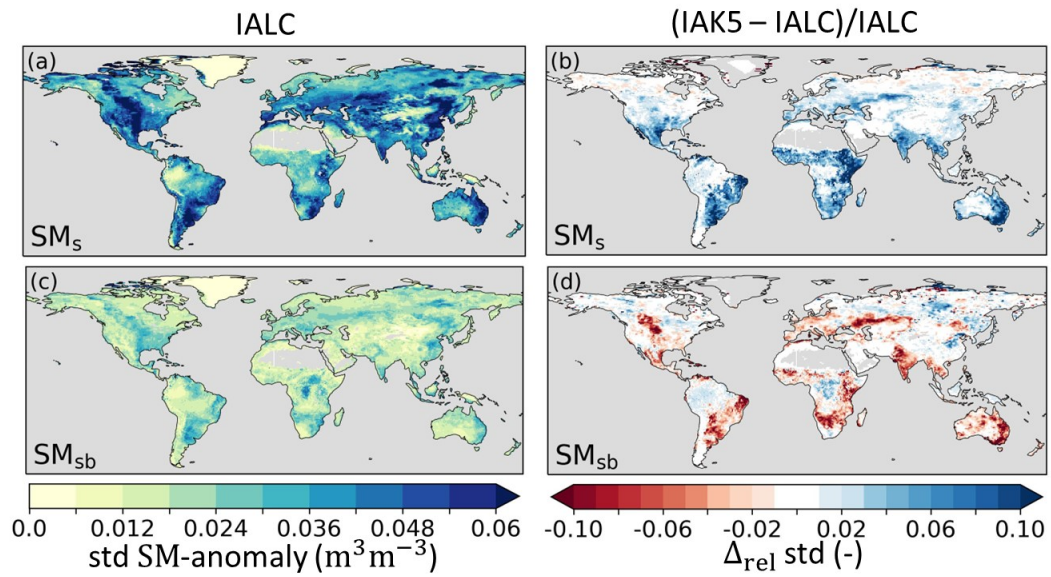 IALC
(IAK5 – IALC)/IALC
(a)
SMs
(b)
SMs
(c)
SMsb
(d)
SMsb
0.0 0.012 0.024 0.036 0.048 0.06
std SM-anomaly (m³ m⁻³)
-0.10 -0.06 -0.02 0.02 0.06 0.10
Δrel std (-)